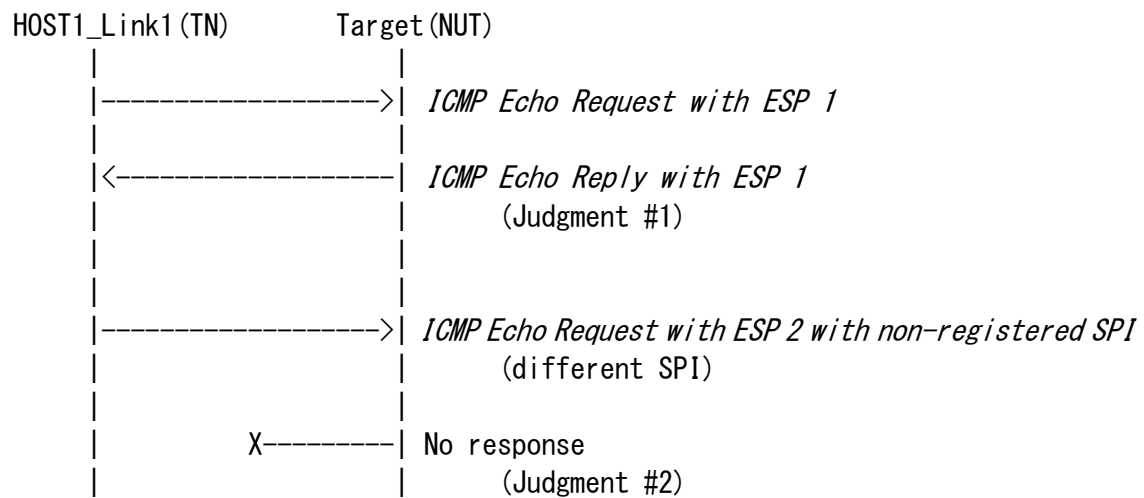 HOST1_Link1(TN) Target(NUT)
| |
|-------------------->| ICMP Echo Request with ESP 1
| |
|<--------------------| ICMP Echo Reply with ESP 1
| | (Judgment #1)
| |
| |
|-------------------->| ICMP Echo Request with ESP 2 with non-registered SPI
| | (different SPI)
| |
| X----------| No response
| | (Judgment #2)